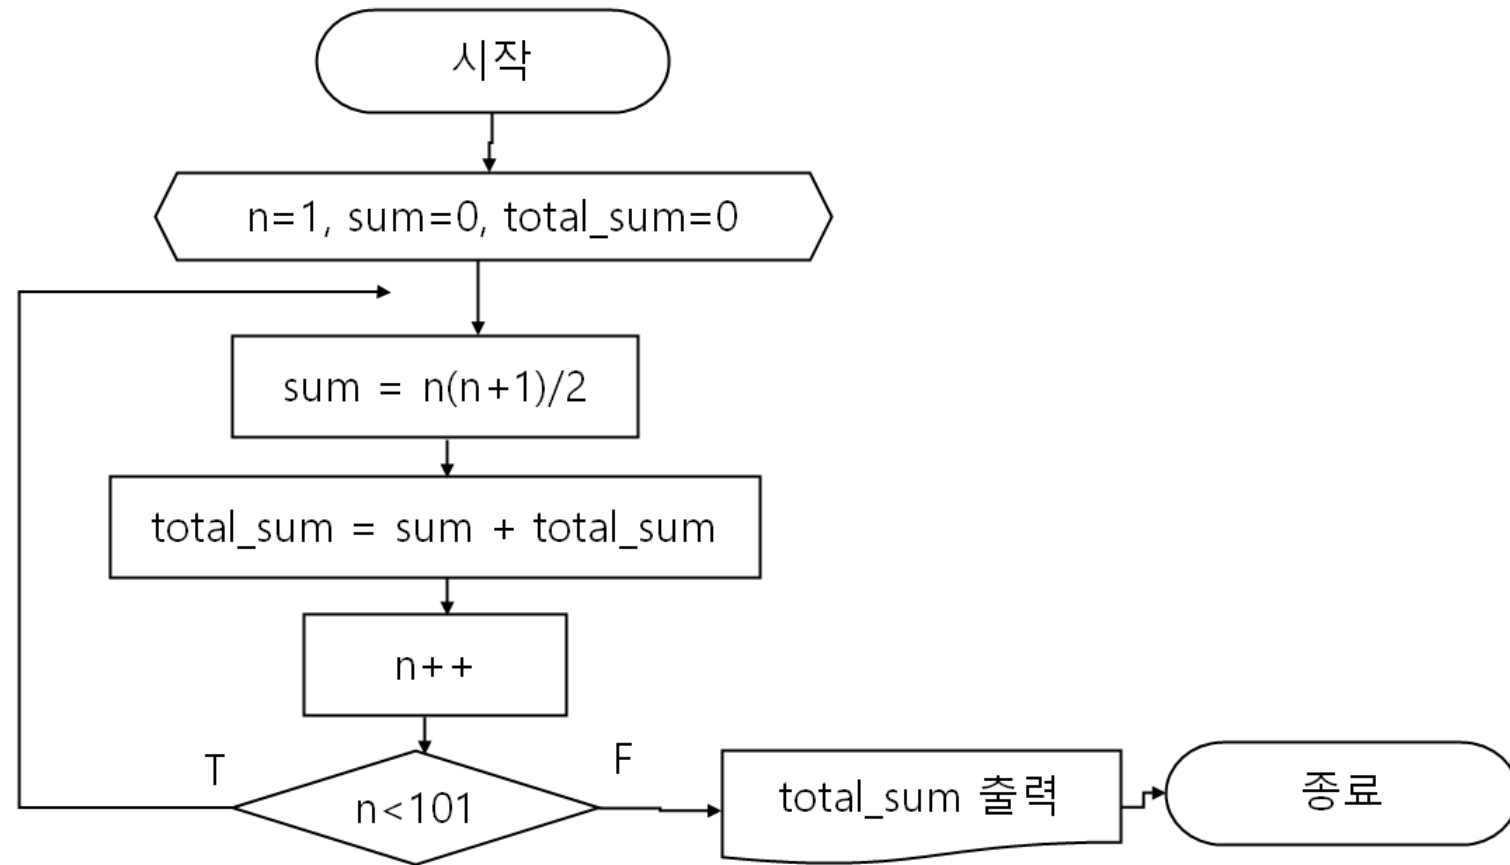 시작
n=1, sum=0, total_sum=0
sum = n(n+1)/2
total_sum = sum + total_sum
n++
T
F
n<101
total_sum 출력
종료